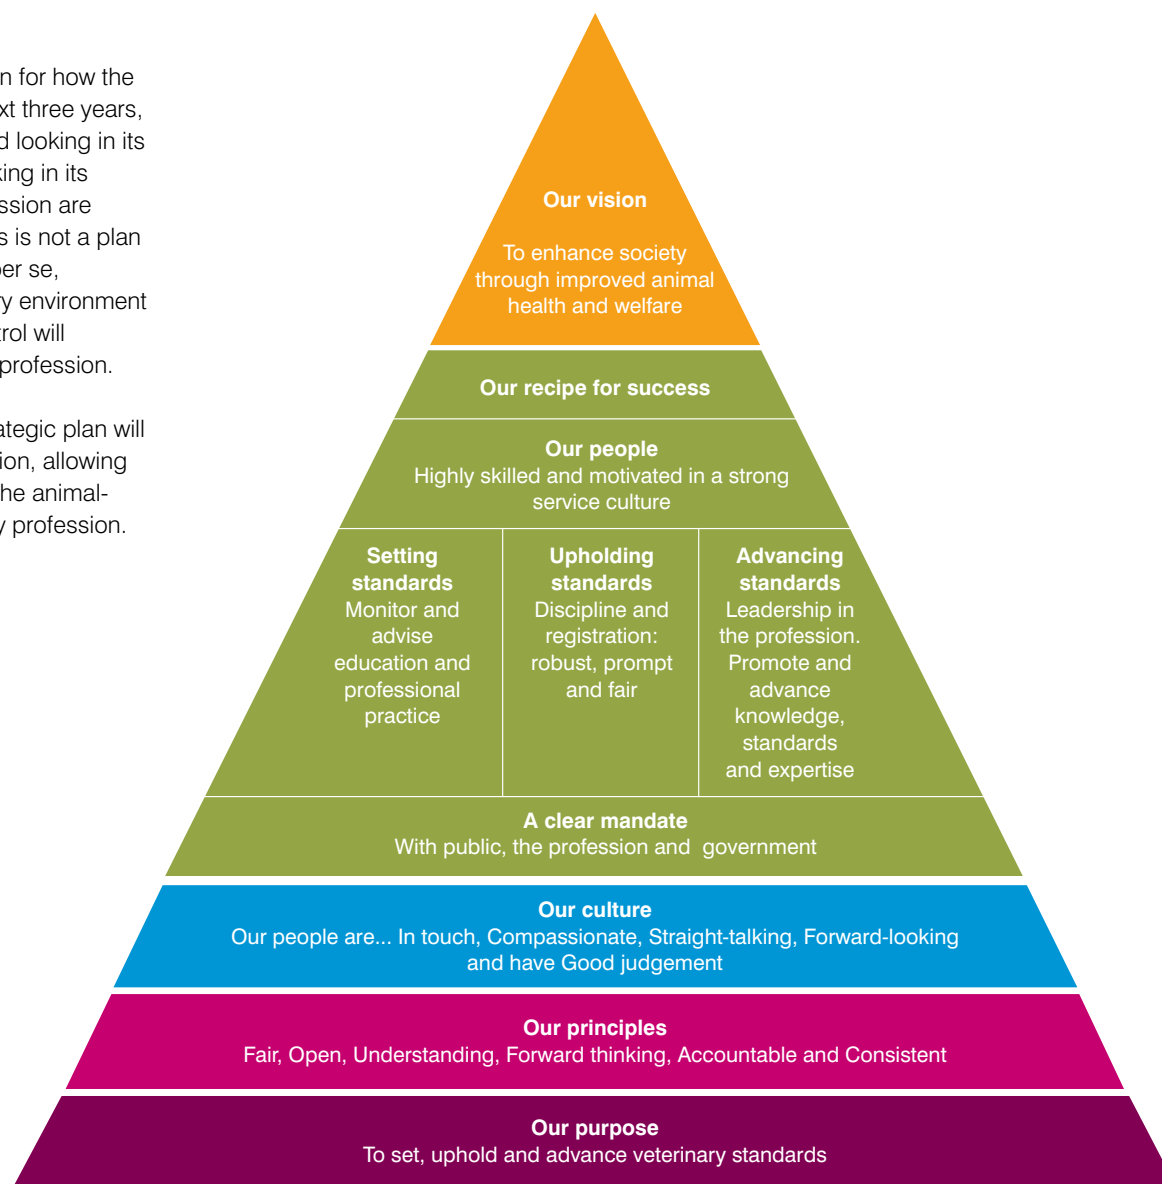 n for how the
xt three years,
d looking in its
king in its
ession are
s is not a plan
per se,
ry environment
trol will
profession.
ategic plan will
ion, allowing
the animal-
y profession.
Our vision
To enhance society
through improved animal
health and welfare
Our recipe for success
Our people
Highly skilled and motivated in a strong
service culture
Setting
standards
Monitor and
advise
education and
professional
practice
Upholding
standards
Discipline and
registration:
robust, prompt
and fair
Advancing
standards
Leadership in
the profession.
Promote and
advance
knowledge,
standards
and expertise
A clear mandate
With public, the profession and government
Our culture
Our people are... In touch, Compassionate, Straight-talking, Forward-looking
and have Good judgement
Our principles
Fair, Open, Understanding, Forward thinking, Accountable and Consistent
Our purpose
To set, uphold and advance veterinary standards